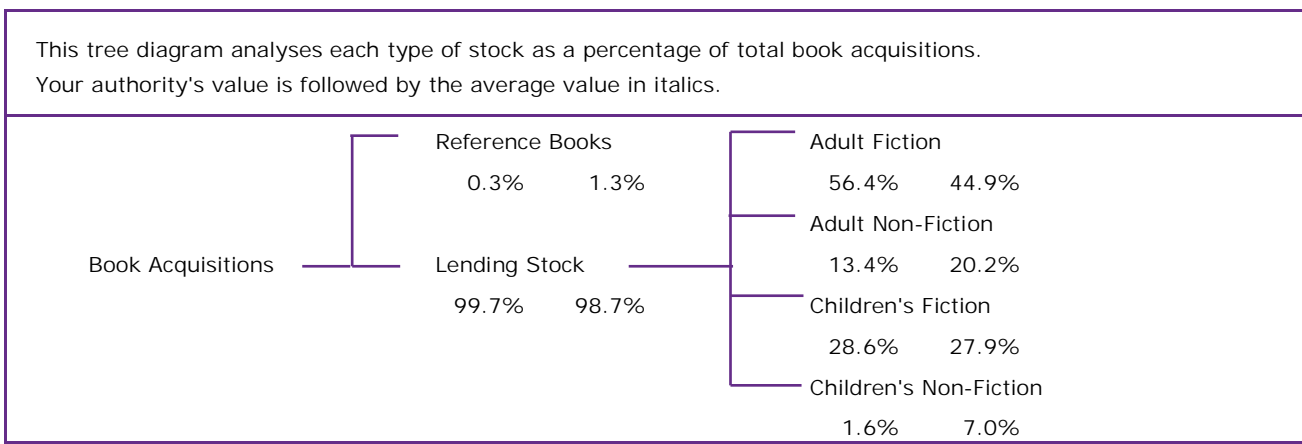 This tree diagram analyses each type of stock as a percentage of total book acquisitions.
Your authority's value is followed by the average value in italics.
Reference Books
0.3% 1.3%
Book Acquisitions
Lending Stock
99.7% 98.7%
Adult Fiction
56.4% 44.9%
Adult Non-Fiction
13.4% 20.2%
Children's Fiction
28.6% 27.9%
Children's Non-Fiction
1.6% 7.0%